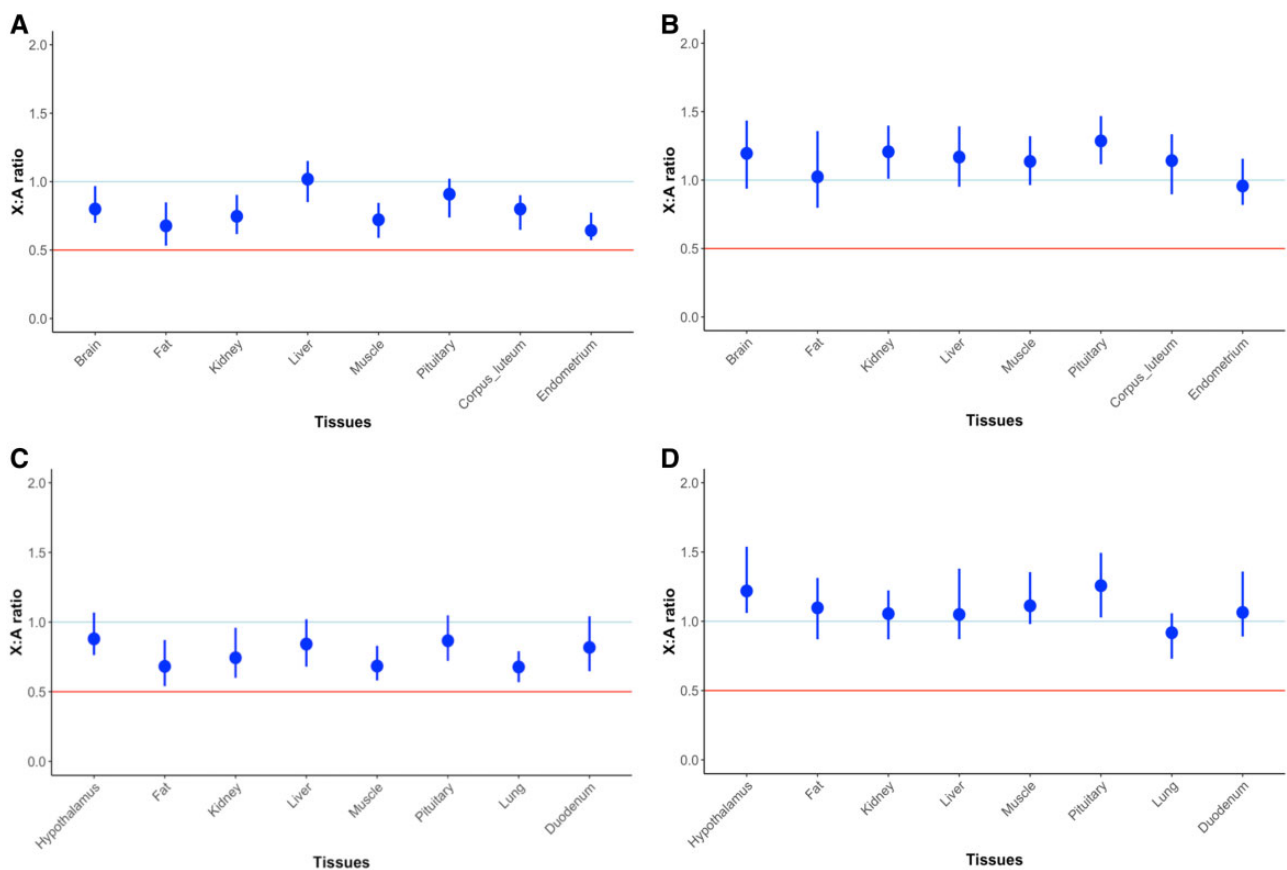 A
2.0
1.5
1.0
0.5
0.0
X:A ratio
Brain
Fat
Kidney
Liver
Muscle
Pituitary
Corpus_luteum
Endometrium
Tissues
B
2.0
1.5
1.0
0.5
0.0
X:A ratio
Brain
Fat
Kidney
Liver
Muscle
Pituitary
Corpus_luteum
Endometrium
Tissues
C
2.0
1.5
1.0
0.5
0.0
X:A ratio
Hypothalamus
Fat
Kidney
Liver
Muscle
Pituitary
Lung
Duodenum
Tissues
D
2.0
1.5
1.0
0.5
0.0
X:A ratio
Hypothalamus
Fat
Kidney
Liver
Muscle
Pituitary
Lung
Duodenum
Tissues